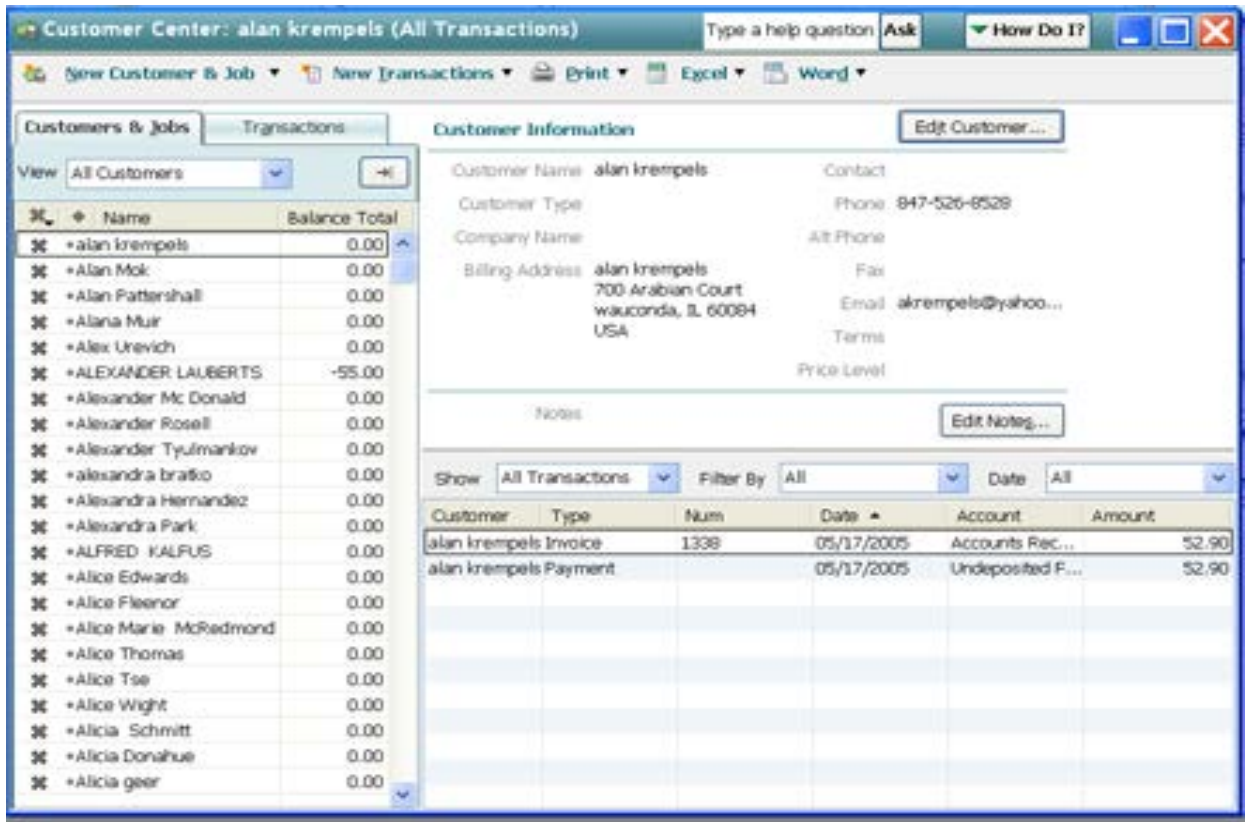 Customer Center: alan krempels (All Transactions)
Type a help question Ask
How Do I?
New Customer & Job New Transactions Print Excel Word
Customers & Jobs Transactions
View All Customers
Name Balance Total
alan krempels 0.00
Alan Mok 0.00
Alan Pattershall 0.00
Alana Muir 0.00
Alex Urevich 0.00
ALEXANDER LAUBERTS -55.00
Alexander Mc Donald 0.00
Alexander Rosell 0.00
Alexander Tyulmankov 0.00
alexandra bratko 0.00
Alexandra Hernandez 0.00
Alexandra Park 0.00
ALFRED KALFUS 0.00
Alice Edwards 0.00
Alice Fleenor 0.00
Alice Marie McRedmond 0.00
Alice Thomas 0.00
Alice Tse 0.00
Alice Wight 0.00
Alicia Schmitt 0.00
Alicia Donahue 0.00
Alicia geer 0.00
Customer Information
Edit Customer...
Customer Name alan krempels
Contact
Customer Type
Phone 847-526-8528
Company Name
Alt Phone
Billing Address alan krempels
700 Arabian Court
wauconda, IL 60084
USA
Fax
Email akrempels@yahoo...
Terms
Price Level
Notes
Edit Notes...
Show All Transactions Filter By All Date All
Customer Type Num Date Account Amount
alan krempels Invoice 1338 05/17/2005 Accounts Rec... 52.90
alan krempels Payment 05/17/2005 Undeposited F... 52.90